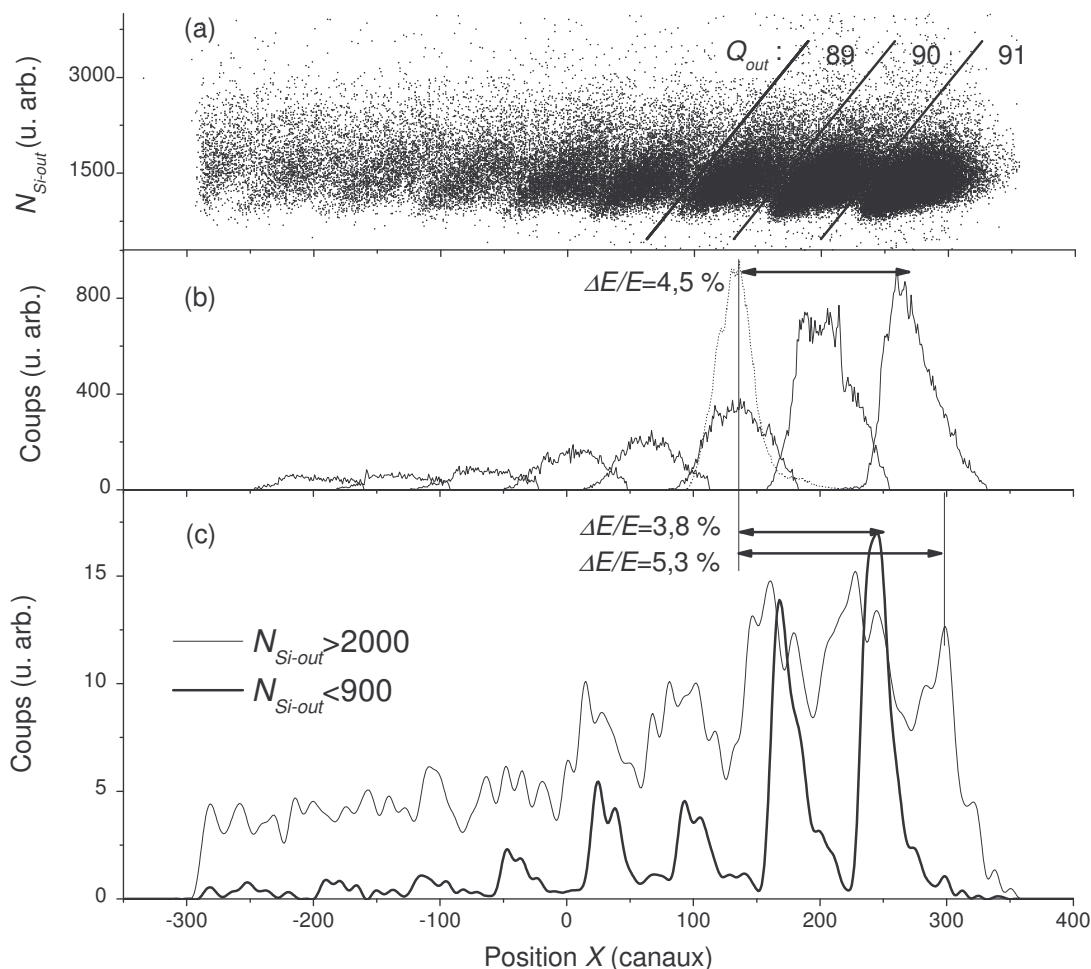 (a)
Q_out : 89 90 91
N_Si-out (u. arb.)
3000
1500
(b)
ΔE/E=4,5 %
Coups (u. arb.)
800
400
0
(c)
ΔE/E=3,8 %
ΔE/E=5,3 %
N_Si-out>2000
N_Si-out<900
Coups (u. arb.)
15
10
5
0
-300 -200 -100 0 100 200 300 400
Position X (canaux)